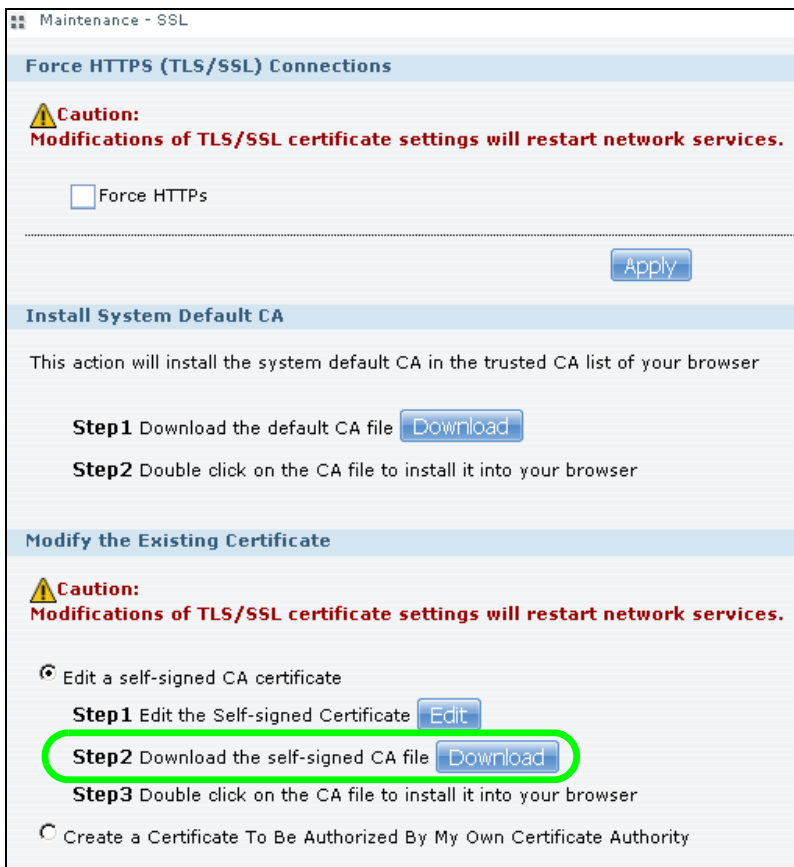 Maintenance - SSL
Force HTTPS (TLS/SSL) Connections
Caution:
Modifications of TLS/SSL certificate settings will restart network services.
Force HTTPs
Apply
Install System Default CA
This action will install the system default CA in the trusted CA list of your browser
Step1 Download the default CA file Download
Step2 Double click on the CA file to install it into your browser
Modify the Existing Certificate
Caution:
Modifications of TLS/SSL certificate settings will restart network services.
Edit a self-signed CA certificate
Step1 Edit the Self-signed Certificate Edit
Step2 Download the self-signed CA file Download
Step3 Double click on the CA file to install it into your browser
Create a Certificate To Be Authorized By My Own Certificate Authority